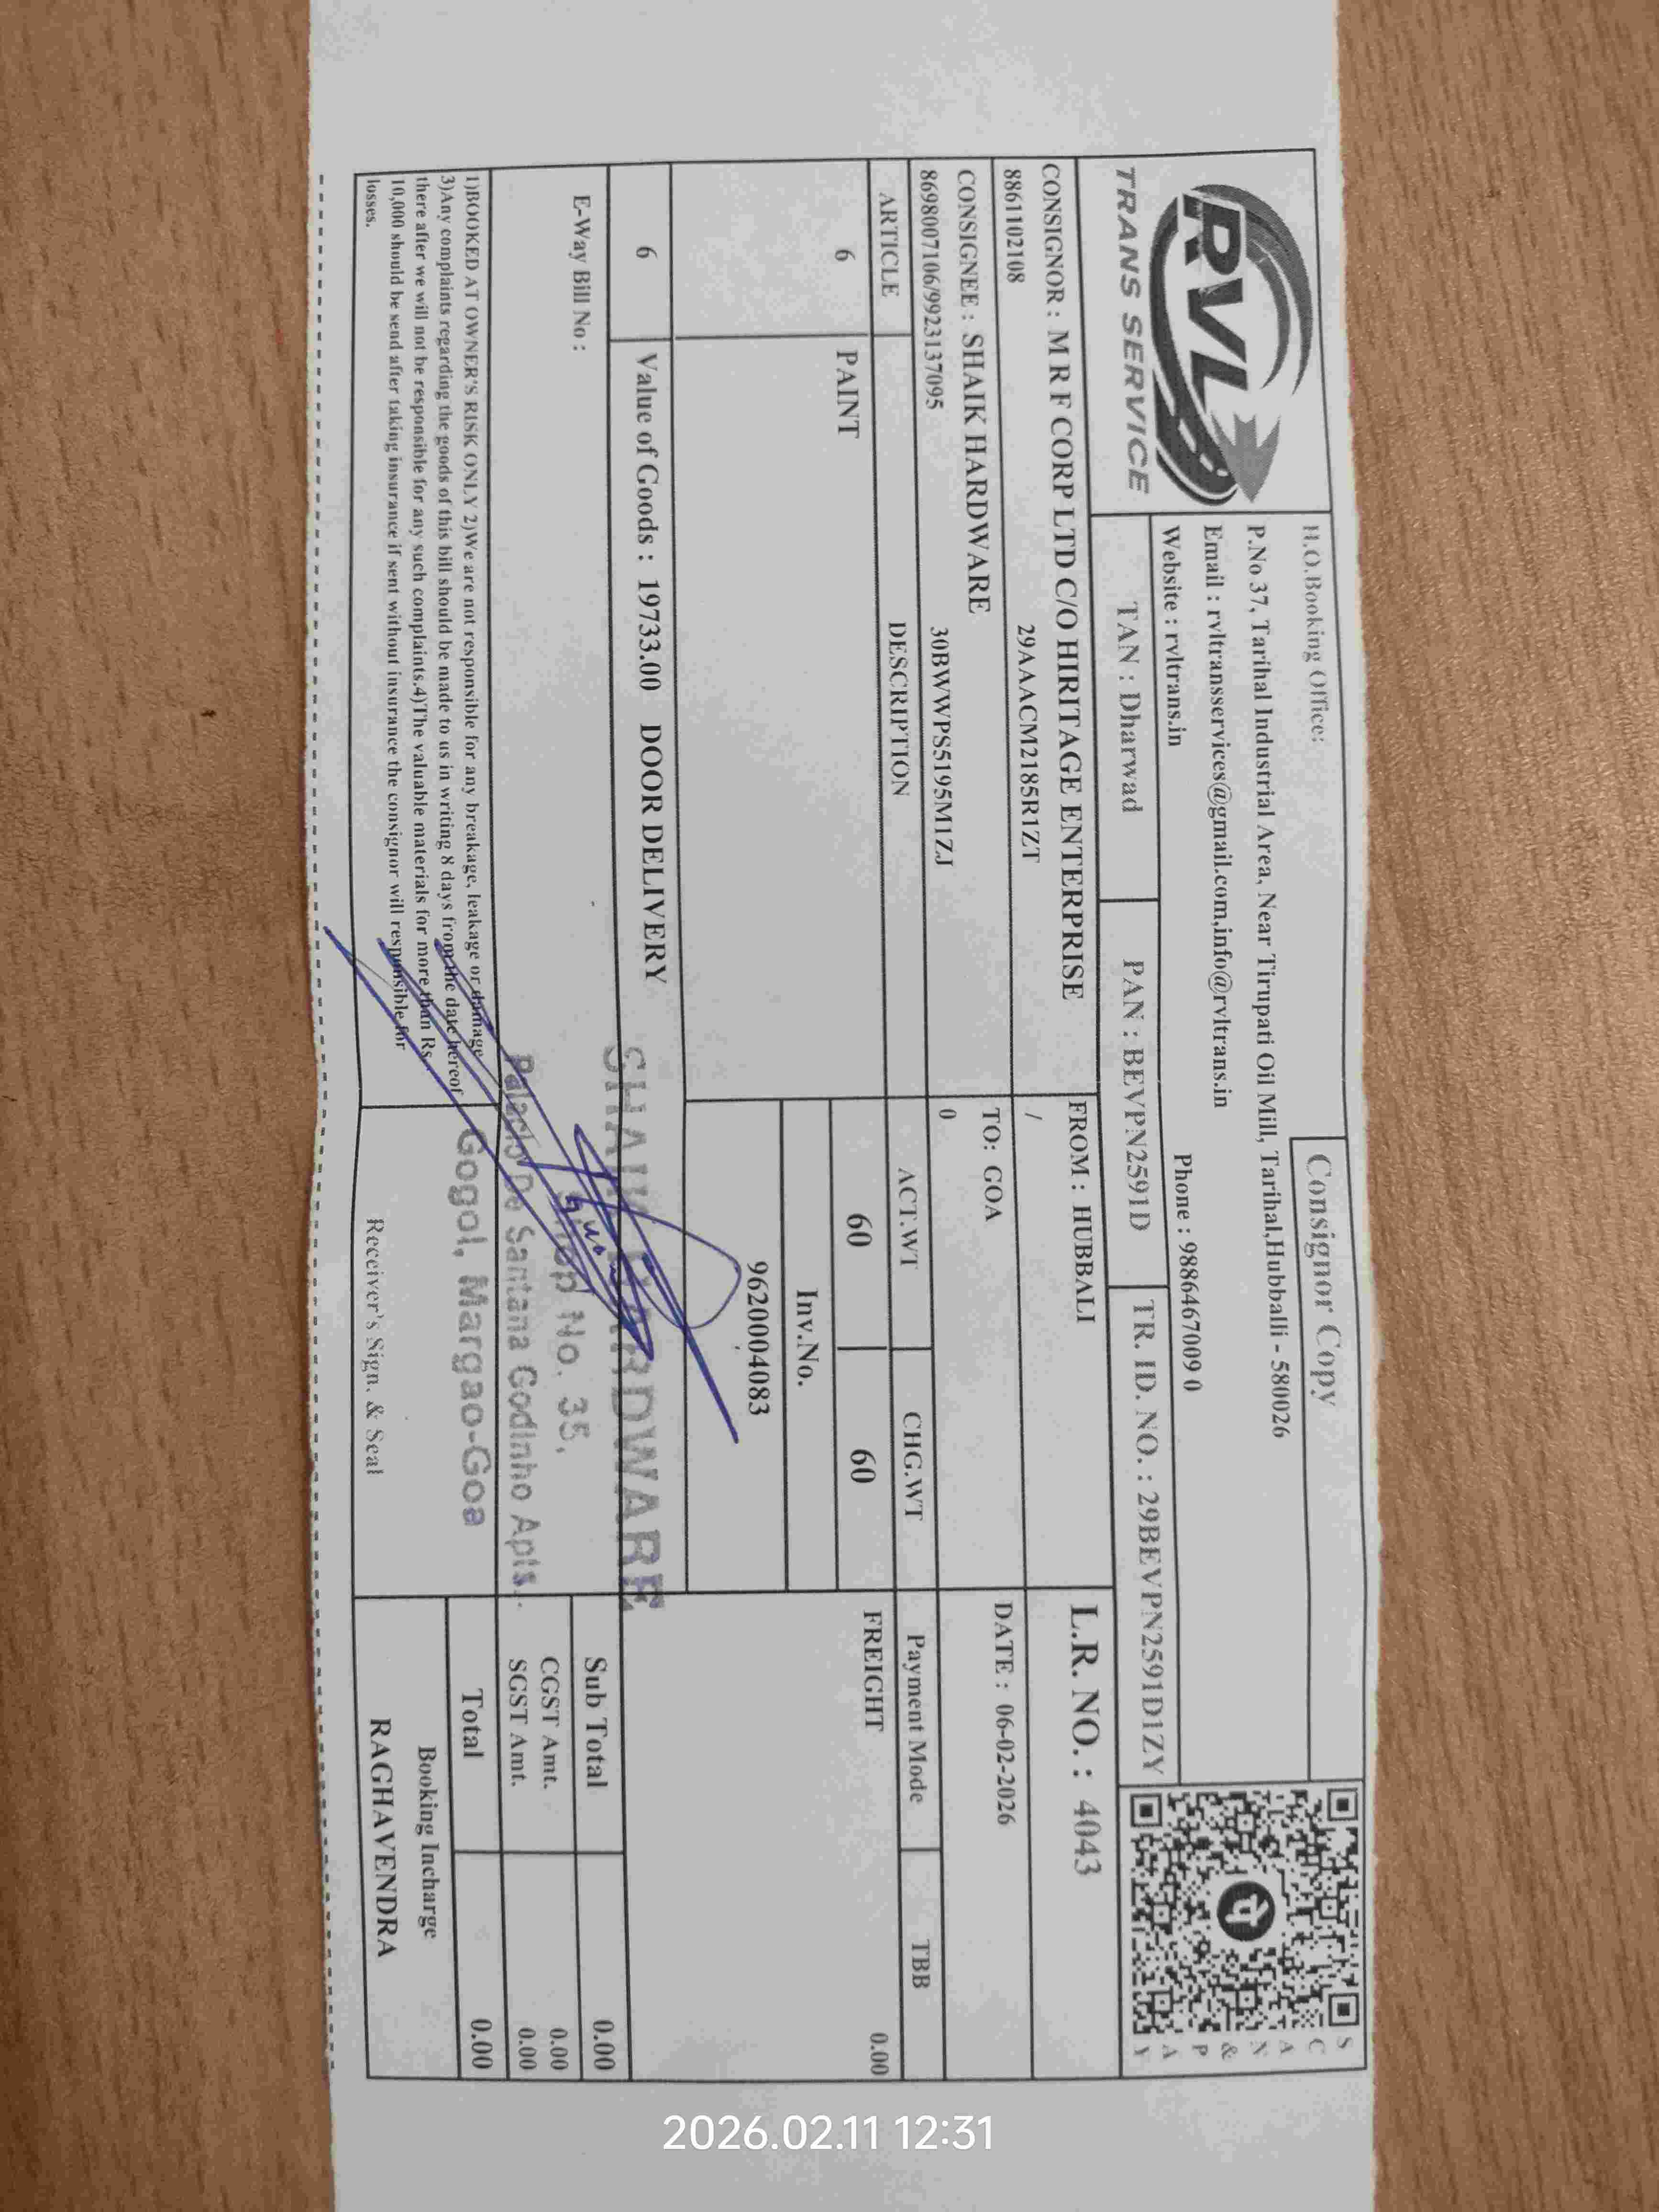 RVL
TRANS SERVICE
H.O.Booking Office:
Consignor Copy
P.No 37, Tarihal Industrial Area, Near Tirupati Oil Mill, Tarihal,Hubballi - 580026
Email : rvltransservices@gmail.com,info@rvltrans.in
Website : rvltrans.in Phone : 9886467009 0
SCAN & PAY
TAN : Dharwad PAN : BEVPN2591D TR. ID. NO. : 29BEVPN2591D1ZY
CONSIGNOR : M R F CORP LTD C/O HIRITAGE ENTERPRISE FROM : HUBBALI L.R. NO. : 4043
8861102108 29AAACM2185R1ZT /
CONSIGNEE : SHAIK HARDWARE TO: GOA DATE : 06-02-2026
8698007106/9923137095 30BWWPS5195M1ZJ 0
ARTICLE DESCRIPTION ACT.WT CHG.WT Payment Mode TBB
6 PAINT 60 60 FREIGHT 0.00
Inv.No.
9620004083
6 Value of Goods : 19733.00 DOOR DELIVERY
SHAIK HARDWARE
Shop No. 35,
Palacio De Santana Godinho Apts.
Gogol, Margao-Goa
E-Way Bill No :
Sub Total 0.00
CGST Amt. 0.00
SGST Amt. 0.00
Total 0.00
1)BOOKED AT OWNER'S RISK ONLY 2)We are not responsible for any breakage, leakage or damage
3)Any complaints regarding the goods of this bill should be made to us in writing 8 days from the date hereof
there after we will not be responsible for any such complaints.4)The valuable materials for more than Rs.
10,000 should be send after taking insurance if sent without insurance the consignor will responsible for
losses.
Receiver's Sign. & Seal
Booking Incharge
RAGHAVENDRA
2026.02.11 12:31